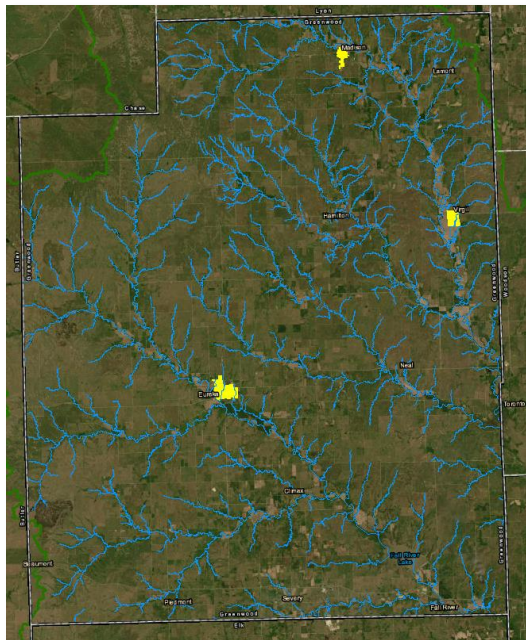 Lyon
Greenwood
Madison
Lamont
Chase
Virgil
Hamilton
Butler
Greenwood
Greenwood
Woodson
Neal
Eureka
Toronto
Climax
Butler
Greenwood
Fall River
Lake
Beaumont
Piedmont
Severy
Fall River
Greenwood
Elk